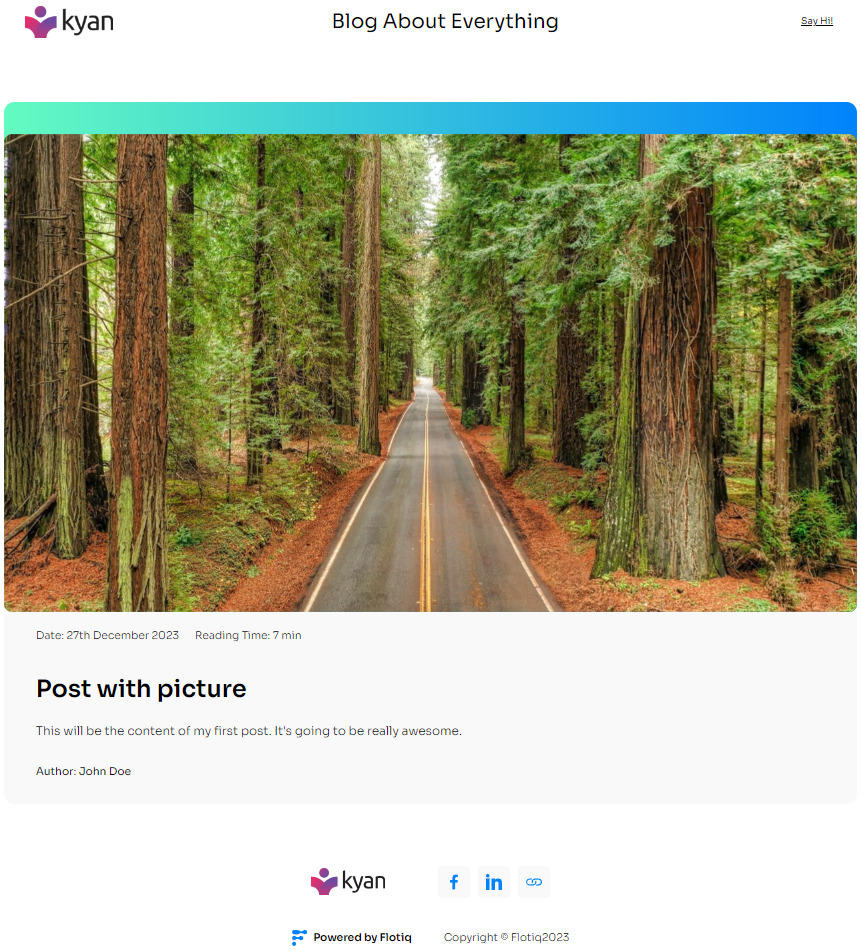 kyan
Blog About Everything
Say Hi!
Date: 27th December 2023 Reading Time: 7 min
Post with picture
This will be the content of my first post. It's going to be really awesome.
Author: John Doe
kyan
Powered by Flotiq
Copyright © Flotiq2023